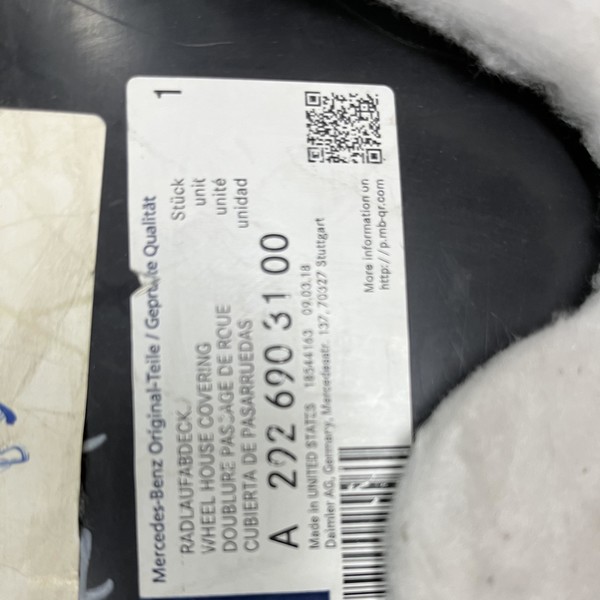 Mercedes-Benz Original-Teile / Geprüfte Qualität 1
RADLAUFABDECK. Stück
WHEEL HOUSE COVERING unit
DOUBLURE PASSAGE DE ROUE unité
CUBIERTA DE PASARRUEDAS unidad
A 292 690 31 00
Made in UNITED STATES 18544163 09.03.18
Daimler AG, Germany, Mercedesstr. 137, 70327 Stuttgart
More information on
http://p.mb-qr.com